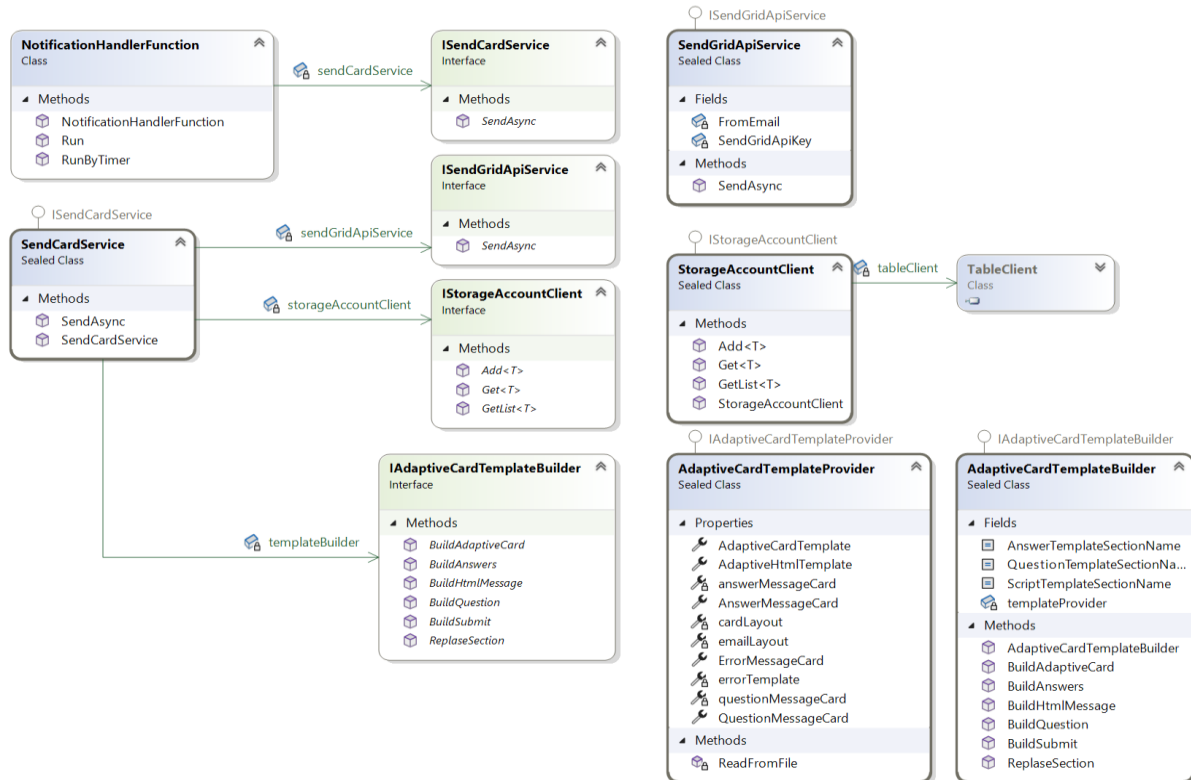 NotificationHandlerFunction
Class
Methods
NotificationHandlerFunction
Run
RunByTimer
sendCardService
ISendCardService
Interface
Methods
SendAsync
ISendGridApiService
SendGridApiService
Sealed Class
Fields
FromEmail
SendGridApiKey
Methods
SendAsync
ISendGridApiService
Interface
Methods
SendAsync
ISendCardService
SendCardService
Sealed Class
Methods
SendAsync
SendCardService
sendGridApiService
storageAccountClient
templateBuilder
IStorageAccountClient
Interface
Methods
Add<T>
Get<T>
GetList<T>
IStorageAccountClient
StorageAccountClient
Sealed Class
Methods
Add<T>
Get<T>
GetList<T>
StorageAccountClient
tableClient
TableClient
Class
IAdaptiveCardTemplateBuilder
Interface
Methods
BuildAdaptiveCard
BuildAnswers
BuildHtmlMessage
BuildQuestion
BuildSubmit
ReplaseSection
IAdaptiveCardTemplateProvider
AdaptiveCardTemplateProvider
Sealed Class
Properties
AdaptiveCardTemplate
AdaptiveHtmlTemplate
answerMessageCard
AnswerMessageCard
cardLayout
emailLayout
ErrorMessageCard
errorTemplate
questionMessageCard
QuestionMessageCard
Methods
ReadFromFile
IAdaptiveCardTemplateBuilder
AdaptiveCardTemplateBuilder
Sealed Class
Fields
AnswerTemplateSectionName
QuestionTemplateSectionNa...
ScriptTemplateSectionName
templateProvider
Methods
AdaptiveCardTemplateBuilder
BuildAdaptiveCard
BuildAnswers
BuildHtmlMessage
BuildQuestion
BuildSubmit
ReplaseSection